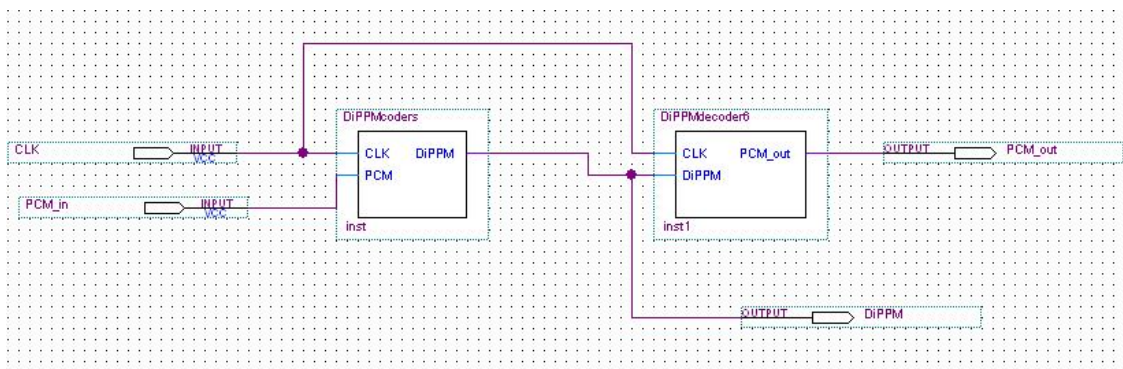 DiPPMcoders
DiPPMdecoder6
CLK
INPUT
VCC
CLK
DiPPM
CLK
PCM_out
OUTPUT
PCM_out
PCM
DiPPM
PCM_in
INPUT
VCC
inst
inst1
OUTPUT
DiPPM